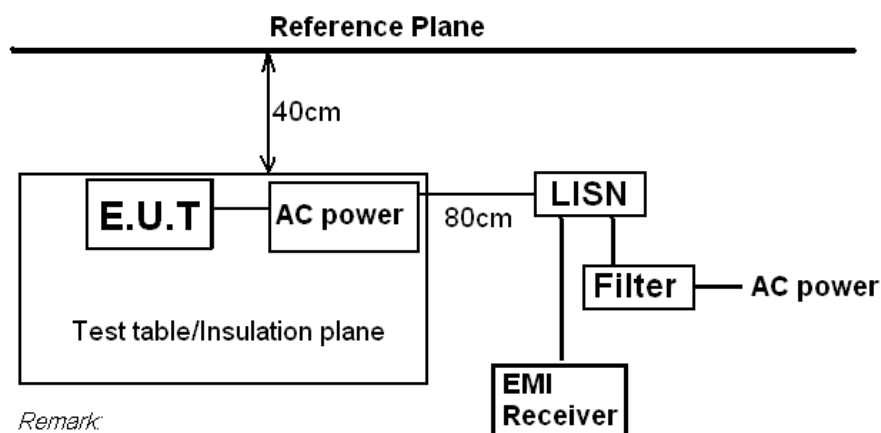 Reference Plane
40cm
E.U.T
AC power
80cm
LISN
Filter
AC power
Test table/Insulation plane
EMI
Receiver
Remark: